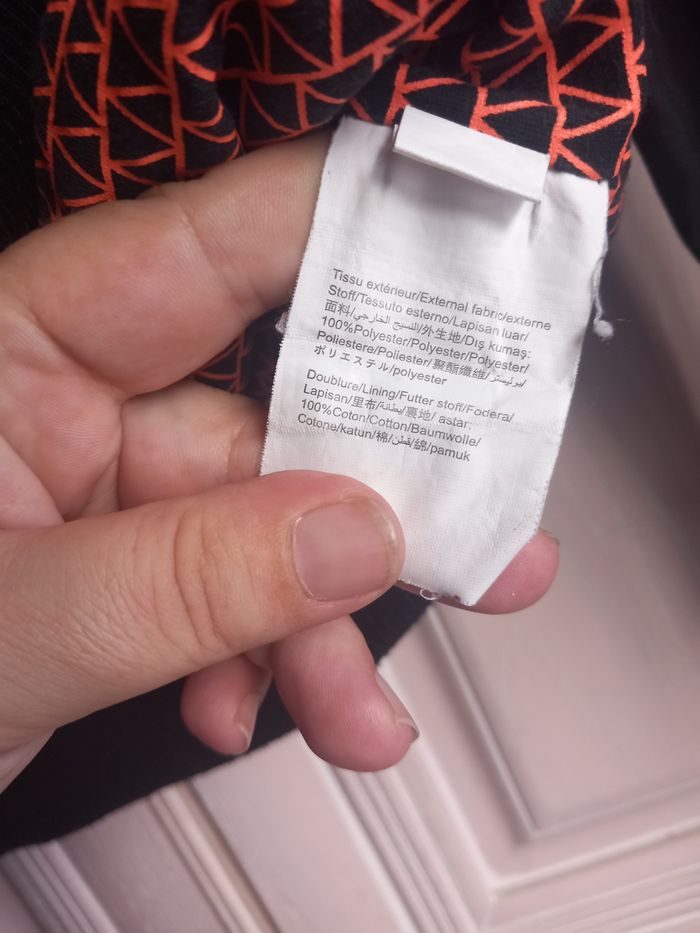 Tissu extérieur/External fabric/externe
Stoff/Tessuto esterno/Lapisan luar/
面料/النسيج الخارجي/外生地/Dış kumaş:
100%Polyester/Polyester/Polyester/
Poliestere/Poliester/聚酯纖维/بوليستر/
ポリエステル/polyester
Doublure/Lining/Futter stoff/Fodera/
Lapisan/里布/بطانة/裏地/ astar:
100%Coton/Cotton/Baumwolle/
Cotone/katun/棉/قطن/綿/pamuk